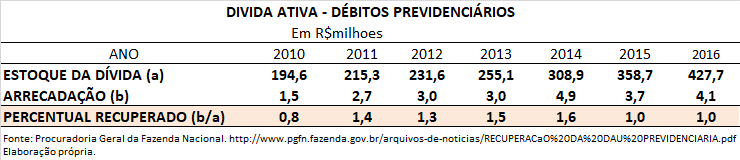 DIVIDA ATIVA - DÉBITOS PREVIDENCIÁRIOS
Em R$milhoes
ANO 2010 2011 2012 2013 2014 2015 2016
ESTOQUE DA DÍVIDA (a) 194,6 215,3 231,6 255,1 308,9 358,7 427,7
ARRECADAÇÃO (b) 1,5 2,7 3,0 3,0 4,9 3,7 4,1
PERCENTUAL RECUPERADO (b/a) 0,8 1,4 1,3 1,5 1,6 1,0 1,0
Fonte: Procuradoria Geral da Fazenda Nacional. http://www.pgfn.fazenda.gov.br/arquivos-de-noticias/RECUPERACaO%20DA%20DAU%20PREVIDENCIARIA.pdf
Elaboração própria.